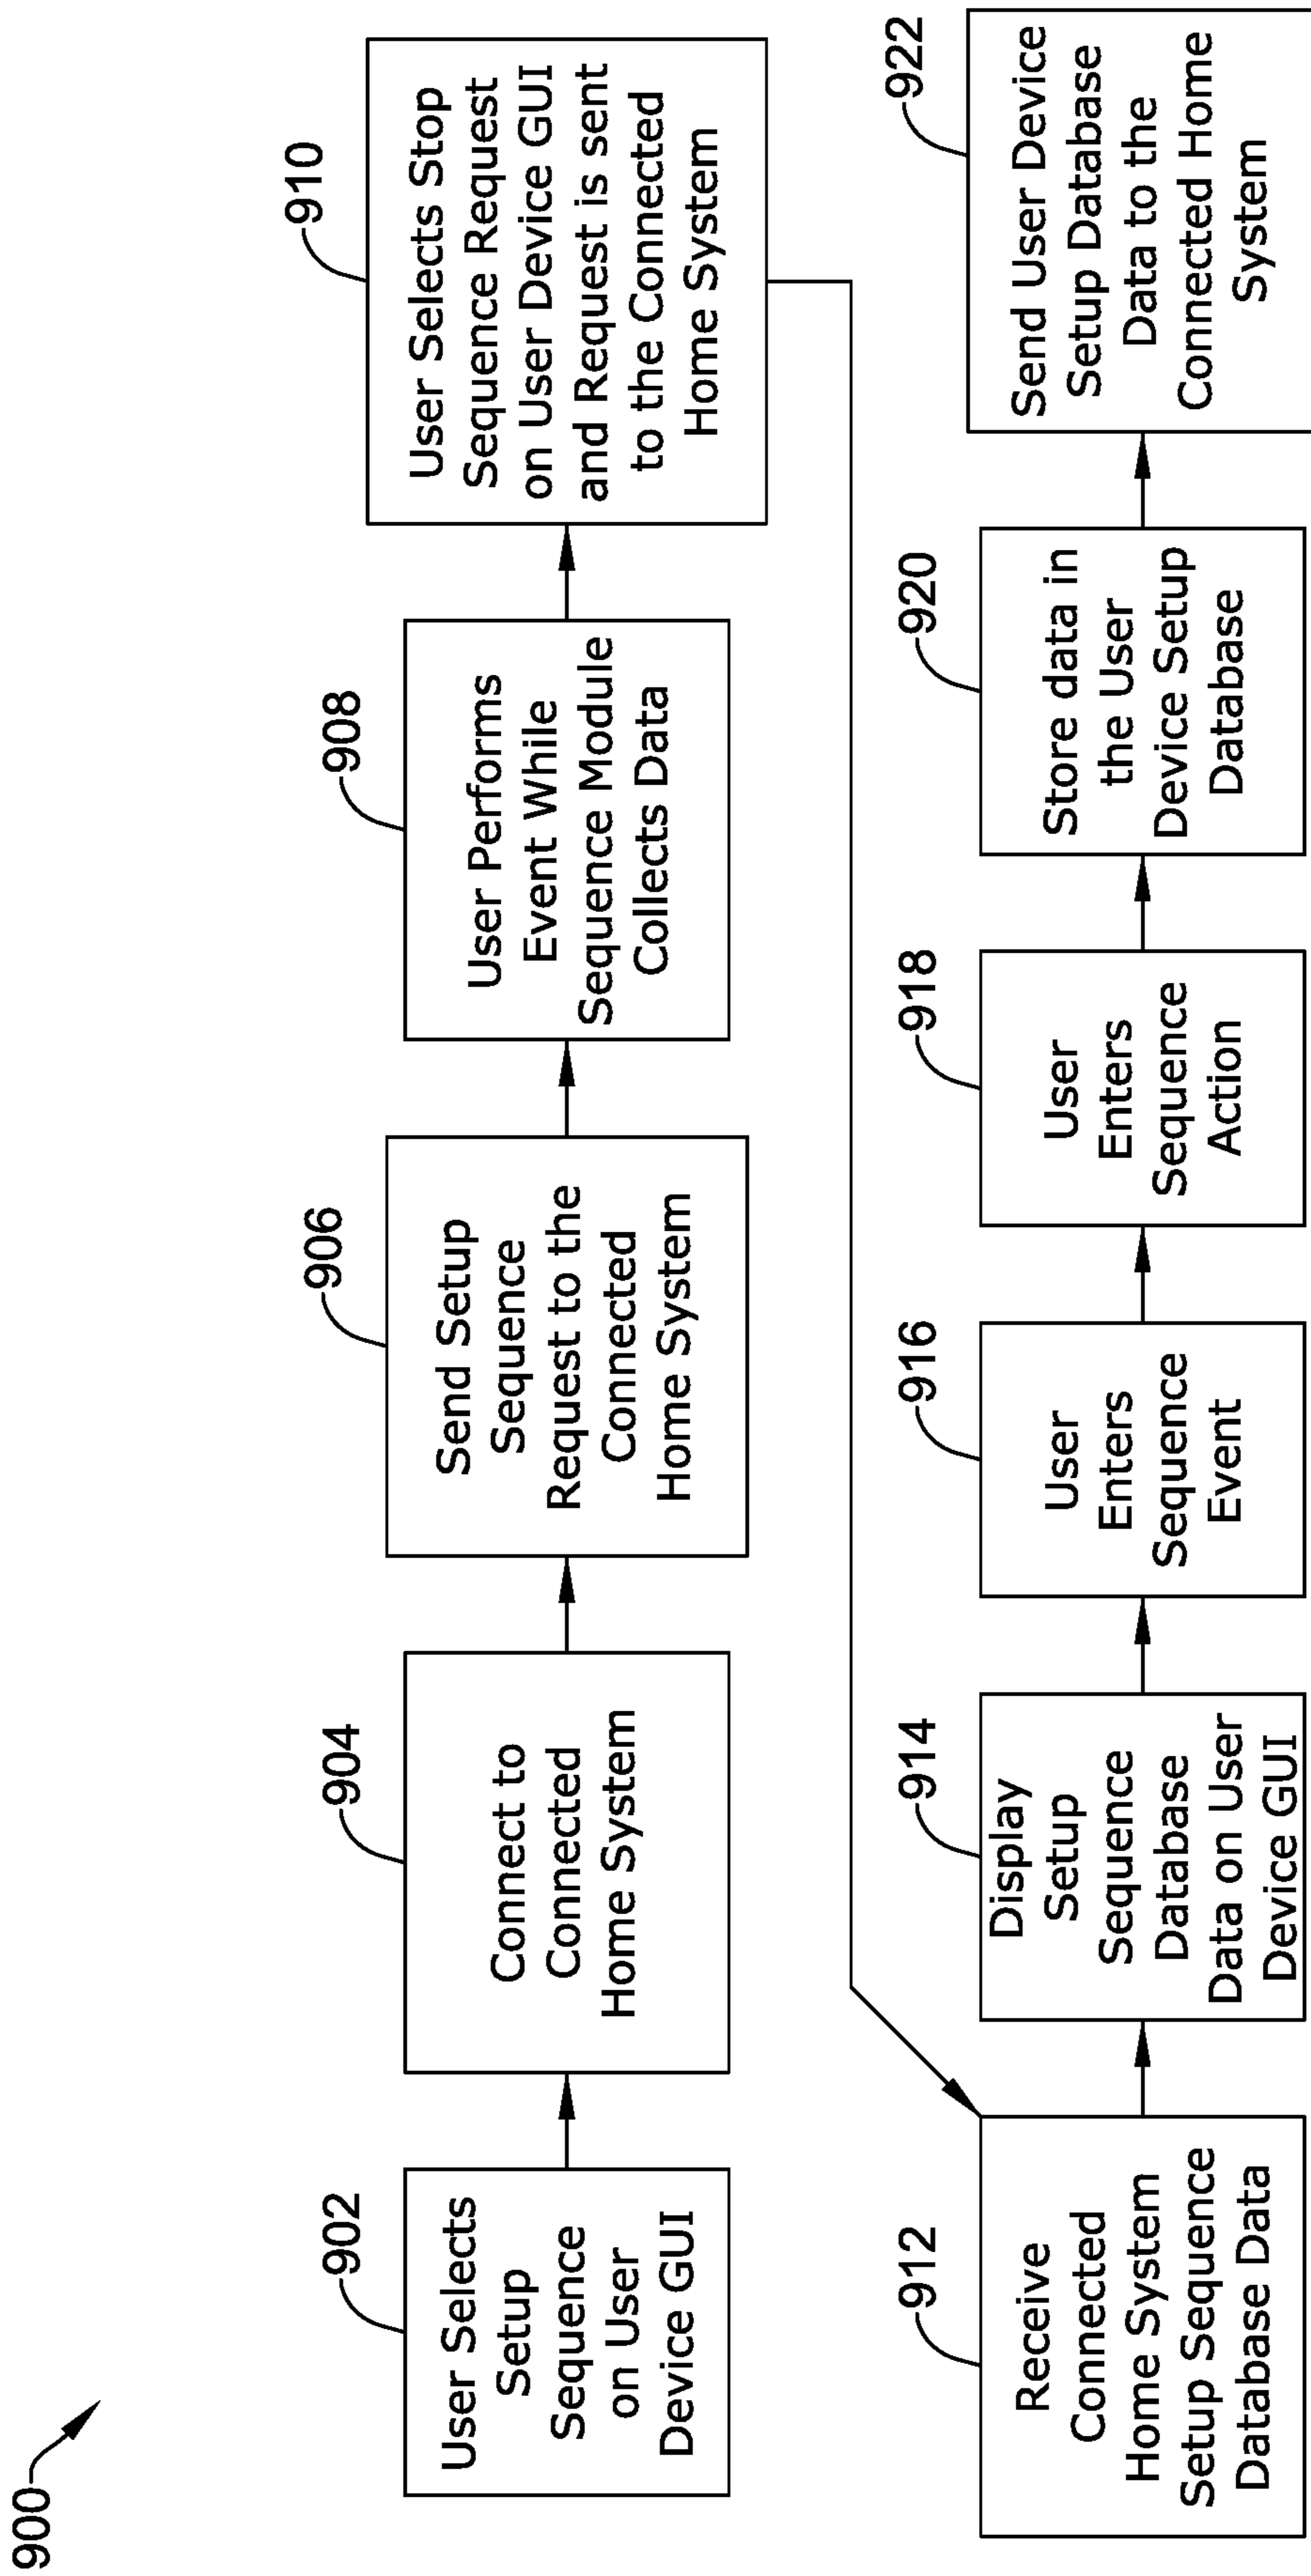 900
902
User Selects
Setup
Sequence
on User
Device GUI
904
Connect to
Connected
Home System
906
Send Setup
Sequence
Request to the
Connected
Home System
908
User Performs
Event While
Sequence Module
Collects Data
910
User Selects Stop
Sequence Request
on User Device GUI
and Request is sent
to the Connected
Home System
912
Receive
Connected
Home System
Setup Sequence
Database Data
914
Display
Setup
Sequence
Database
Data on User
Device GUI
916
User
Enters
Sequence
Event
918
User
Enters
Sequence
Action
920
Store data in
the User
Device Setup
Database
922
Send User Device
Setup Database
Data to the
Connected Home
System